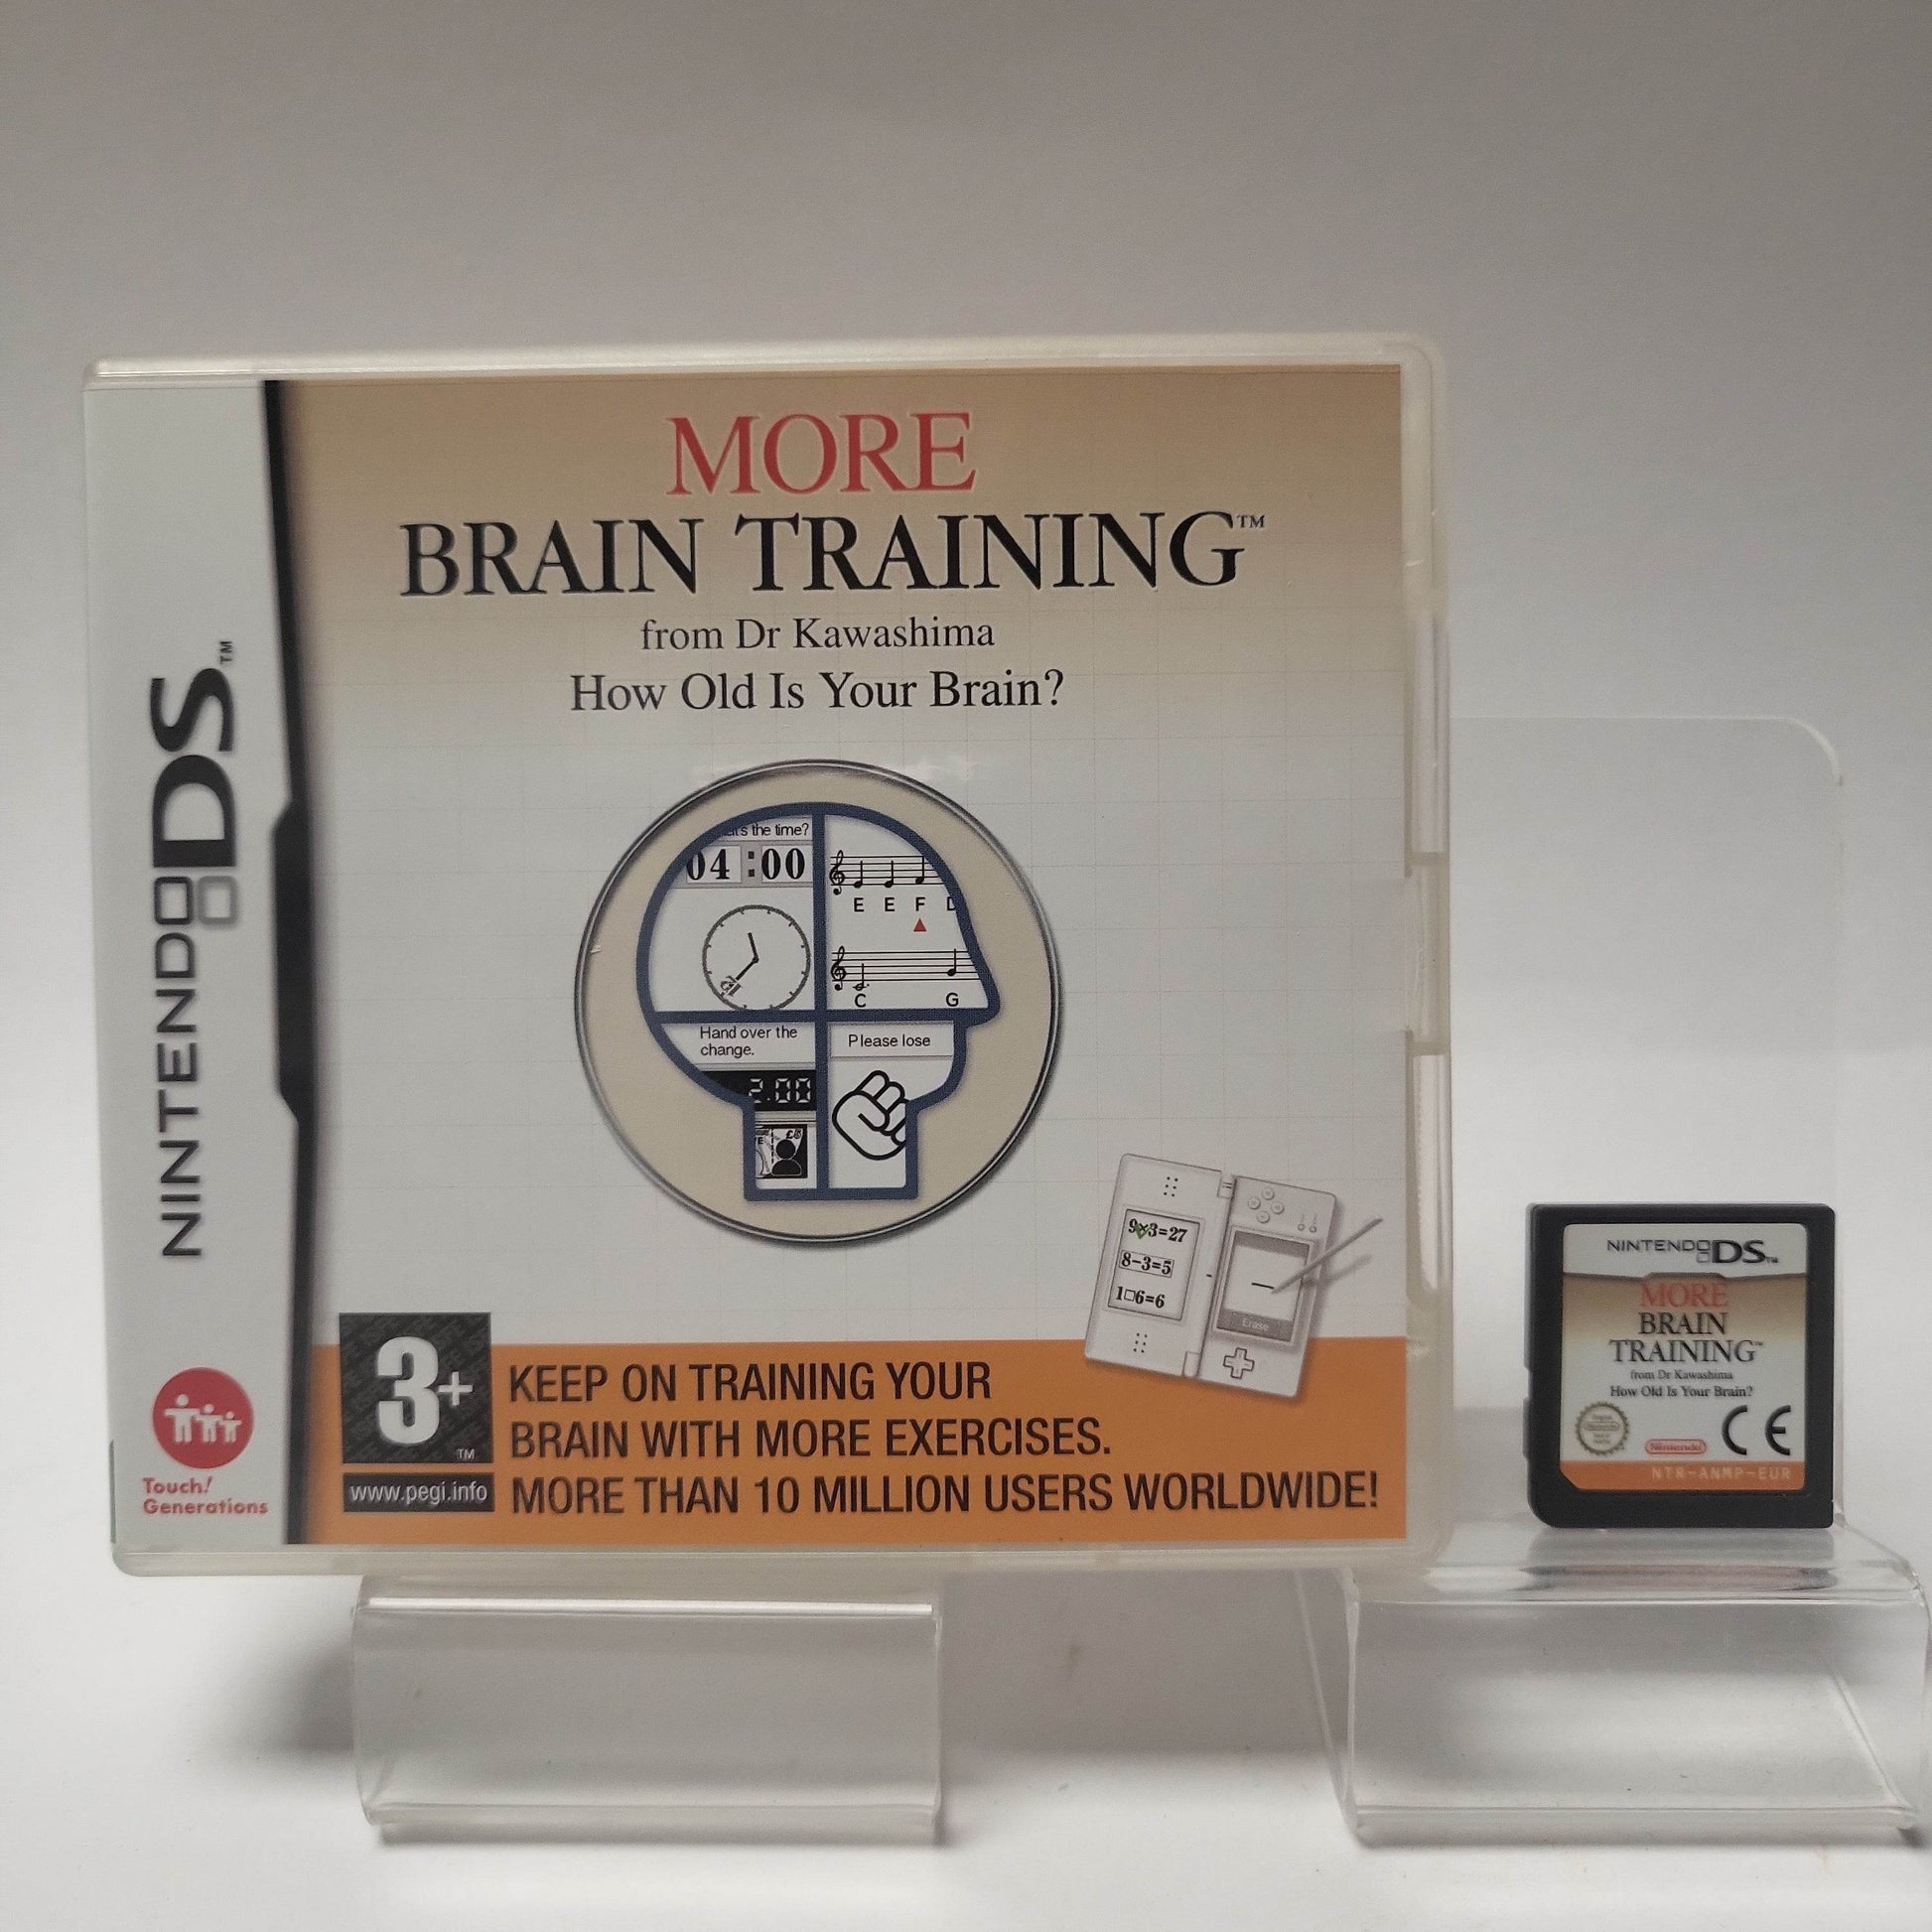 MORE
BRAIN TRAINING™
from Dr Kawashima
How Old Is Your Brain?
NINTENDO DS™
the time?
04:00
E E F
C G
Hand over the
change.
Please lose
2.00
9×3=27
8-3=5
1□6=6
Erase
3+™
www.pegi.info
KEEP ON TRAINING YOUR
BRAIN WITH MORE EXERCISES.
MORE THAN 10 MILLION USERS WORLDWIDE!
Touch!
Generations
NINTENDO DS™
MORE
BRAIN
TRAINING™
from Dr Kawashima
How Old Is Your Brain?
Nintendo
CE
NTR-ANMP-EUR